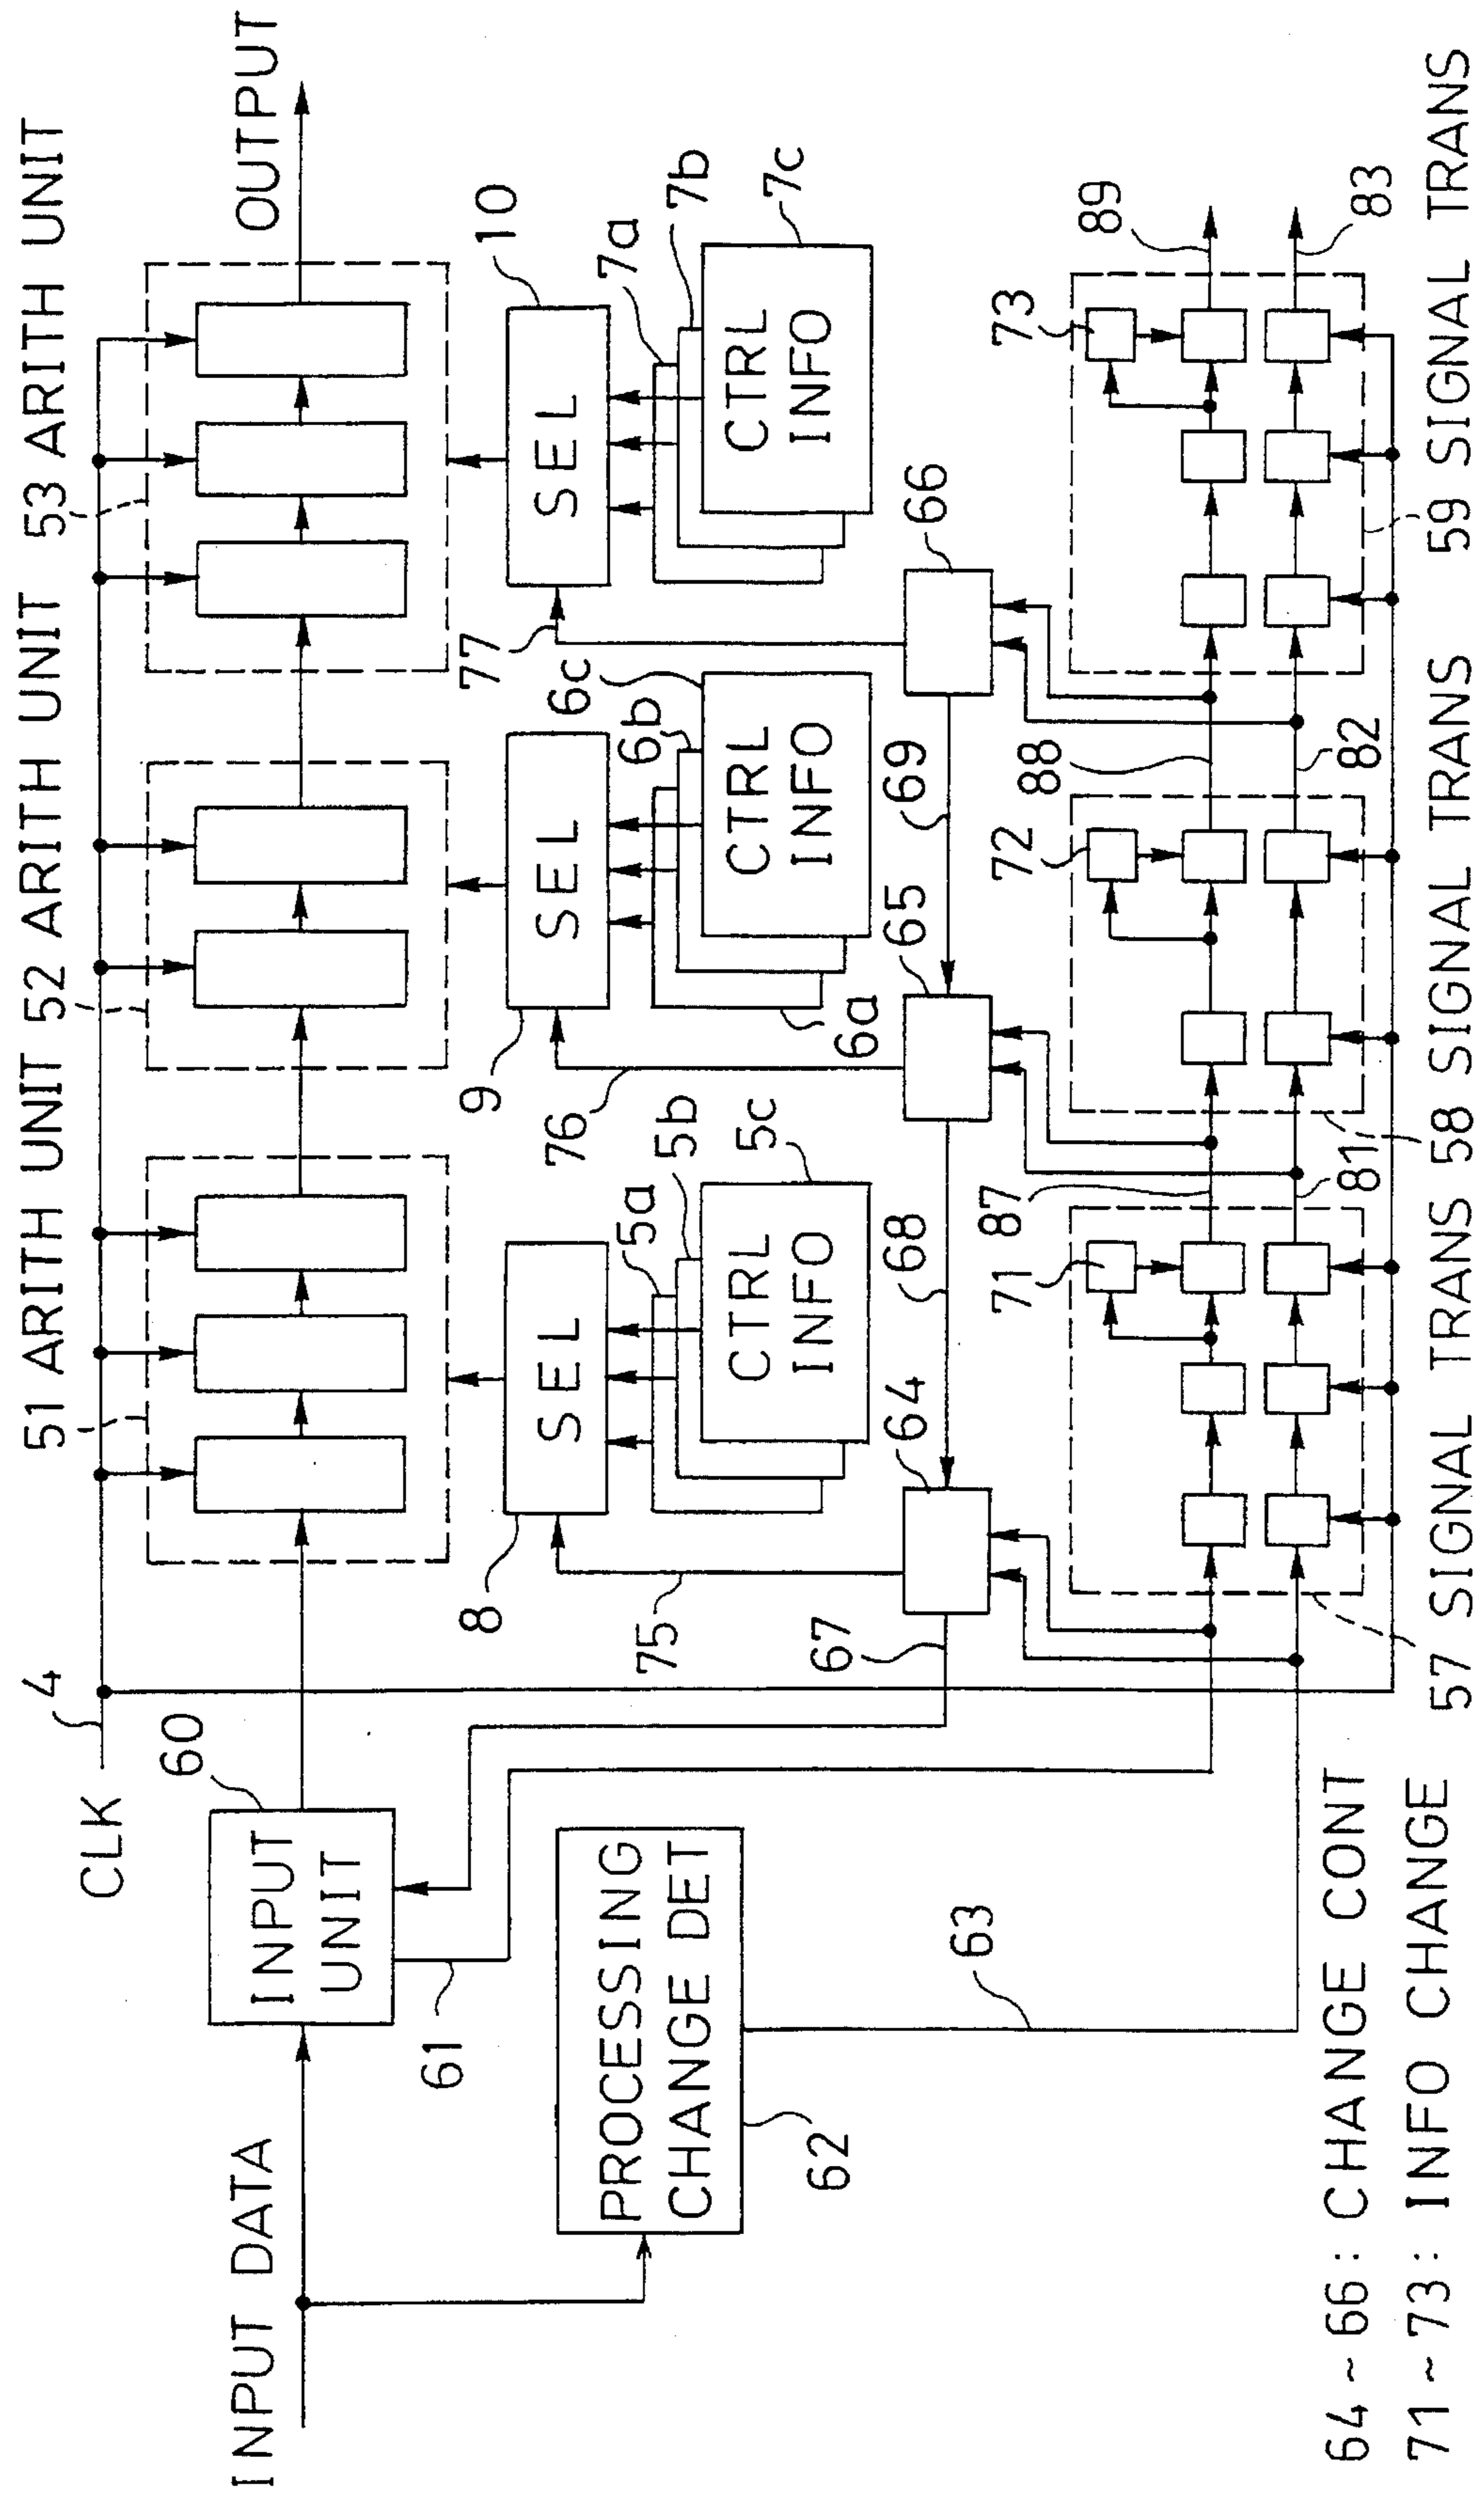 51 ARITH UNIT
52 ARITH UNIT
53 ARITH UNIT
4
CLK
60
INPUT DATA
INPUT
UNIT
OUTPUT
61
PROCESSING
CHANGE DET
62
63
8
SEL
9
SEL
10
SEL
75
76
77
5a
5b
5c
CTRL
INFO
6a
6b
6c
CTRL
INFO
7a
7b
7c
CTRL
INFO
67
64
68
65
69
66
71
87
72
88
73
89
81
82
83
57 SIGNAL TRANS
58 SIGNAL TRANS
59 SIGNAL TRANS
64~66: CHANGE CONT
71~73: INFO CHANGE